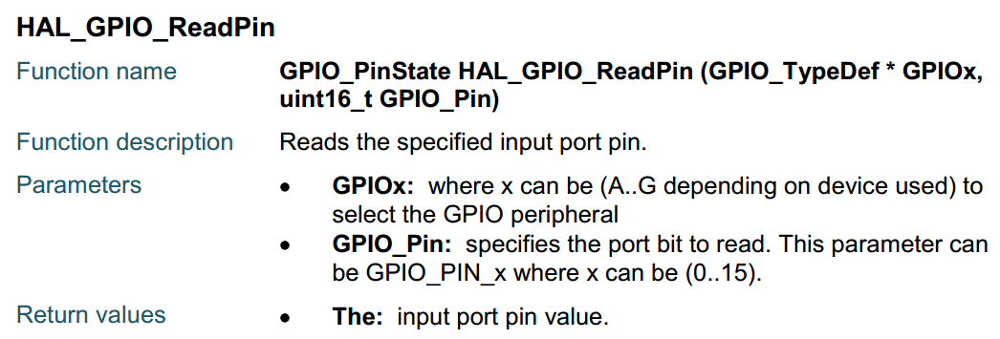 HAL_GPIO_ReadPin
Function name GPIO_PinState HAL_GPIO_ReadPin (GPIO_TypeDef * GPIOx,
uint16_t GPIO_Pin)
Function description Reads the specified input port pin.
Parameters • GPIOx: where x can be (A..G depending on device used) to
select the GPIO peripheral
• GPIO_Pin: specifies the port bit to read. This parameter can
be GPIO_PIN_x where x can be (0..15).
Return values • The: input port pin value.